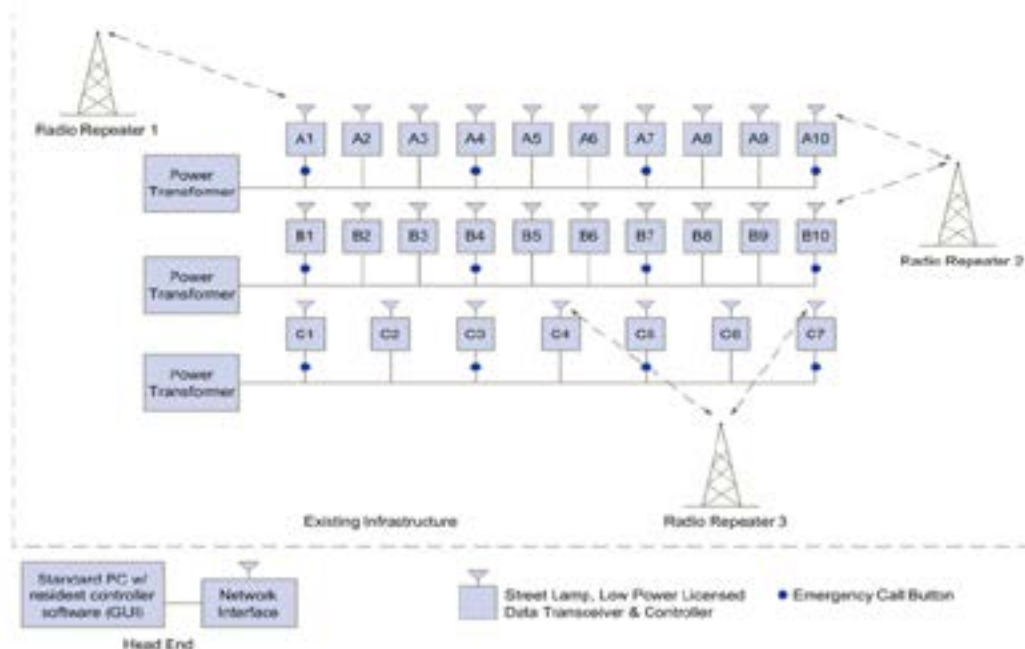 Radio Repeater 1
A1 A2 A3 A4 A5 A6 A7 A8 A9 A10
Power
Transformer
B1 B2 B3 B4 B5 B6 B7 B8 B9 B10
Radio Repeater 2
Power
Transformer
C1 C2 C3 C4 C5 C6 C7
Power
Transformer
Existing Infrastructure
Radio Repeater 3
Standard PC w/
resident controller
software (GUI)
Network
Interface
Head End
Street Lamp, Low Power Licensed
Data Transceiver & Controller
Emergency Call Button